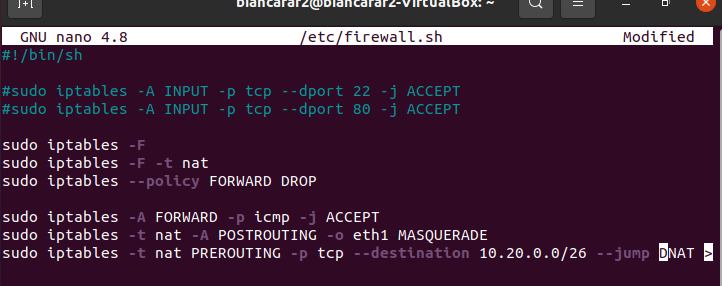 biancaraf2@biancaraf2-VirtualBox: ~
GNU nano 4.8 /etc/firewall.sh Modified
#!/bin/sh
#sudo iptables -A INPUT -p tcp --dport 22 -j ACCEPT
#sudo iptables -A INPUT -p tcp --dport 80 -j ACCEPT
sudo iptables -F
sudo iptables -F -t nat
sudo iptables --policy FORWARD DROP
sudo iptables -A FORWARD -p icmp -j ACCEPT
sudo iptables -t nat -A POSTROUTING -o eth1 MASQUERADE
sudo iptables -t nat PREROUTING -p tcp --destination 10.20.0.0/26 --jump DNAT >